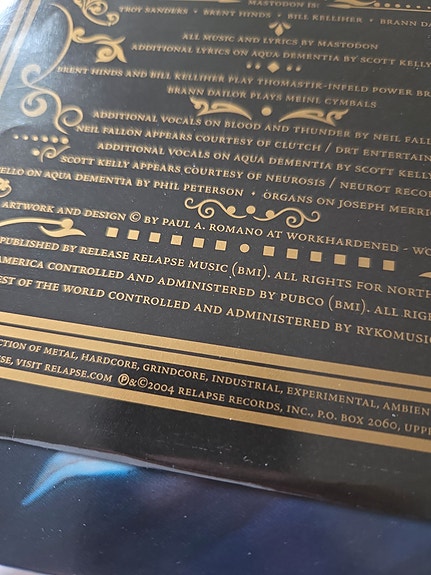 MASTODON IS:
TROY SANDERS • BRENT HINDS • BILL KELLIHER • BRANN DA
ALL MUSIC AND LYRICS BY MASTODON
ADDITIONAL LYRICS ON AQUA DEMENTIA BY SCOTT KELLY
BRENT HINDS AND BILL KELLIHER PLAY THOMASTIK-INFELD POWER BR
BRANN DAILOR PLAYS MEINL CYMBALS
ADDITIONAL VOCALS ON BLOOD AND THUNDER BY NEIL FAL
NEIL FALLON APPEARS COURTESY OF CLUTCH / DRT ENTERTAIN
ADDITIONAL VOCALS ON AQUA DEMENTIA BY SCOTT KELLY
SCOTT KELLY APPEARS COURTESY OF NEUROSIS / NEUROT RECOR
ELLO ON AQUA DEMENTIA BY PHIL PETERSON • ORGANS ON JOSEPH MERRI
ARTWORK AND DESIGN © BY PAUL A. ROMANO AT WORKHARDENED - WO
PUBLISHED BY RELEASE RELAPSE MUSIC (BMI). ALL RIGHTS FOR NORTH
AMERICA CONTROLLED AND ADMINISTERED BY PUBCO (BMI). ALL RIG
EST OF THE WORLD CONTROLLED AND ADMINISTERED BY RYKOMUSIC
CTION OF METAL, HARDCORE, GRINDCORE, INDUSTRIAL, EXPERIMENTAL, AMBIEN
SE, VISIT RELAPSE.COM ℗&©2004 RELAPSE RECORDS, INC., P.O. BOX 2060, UPPE